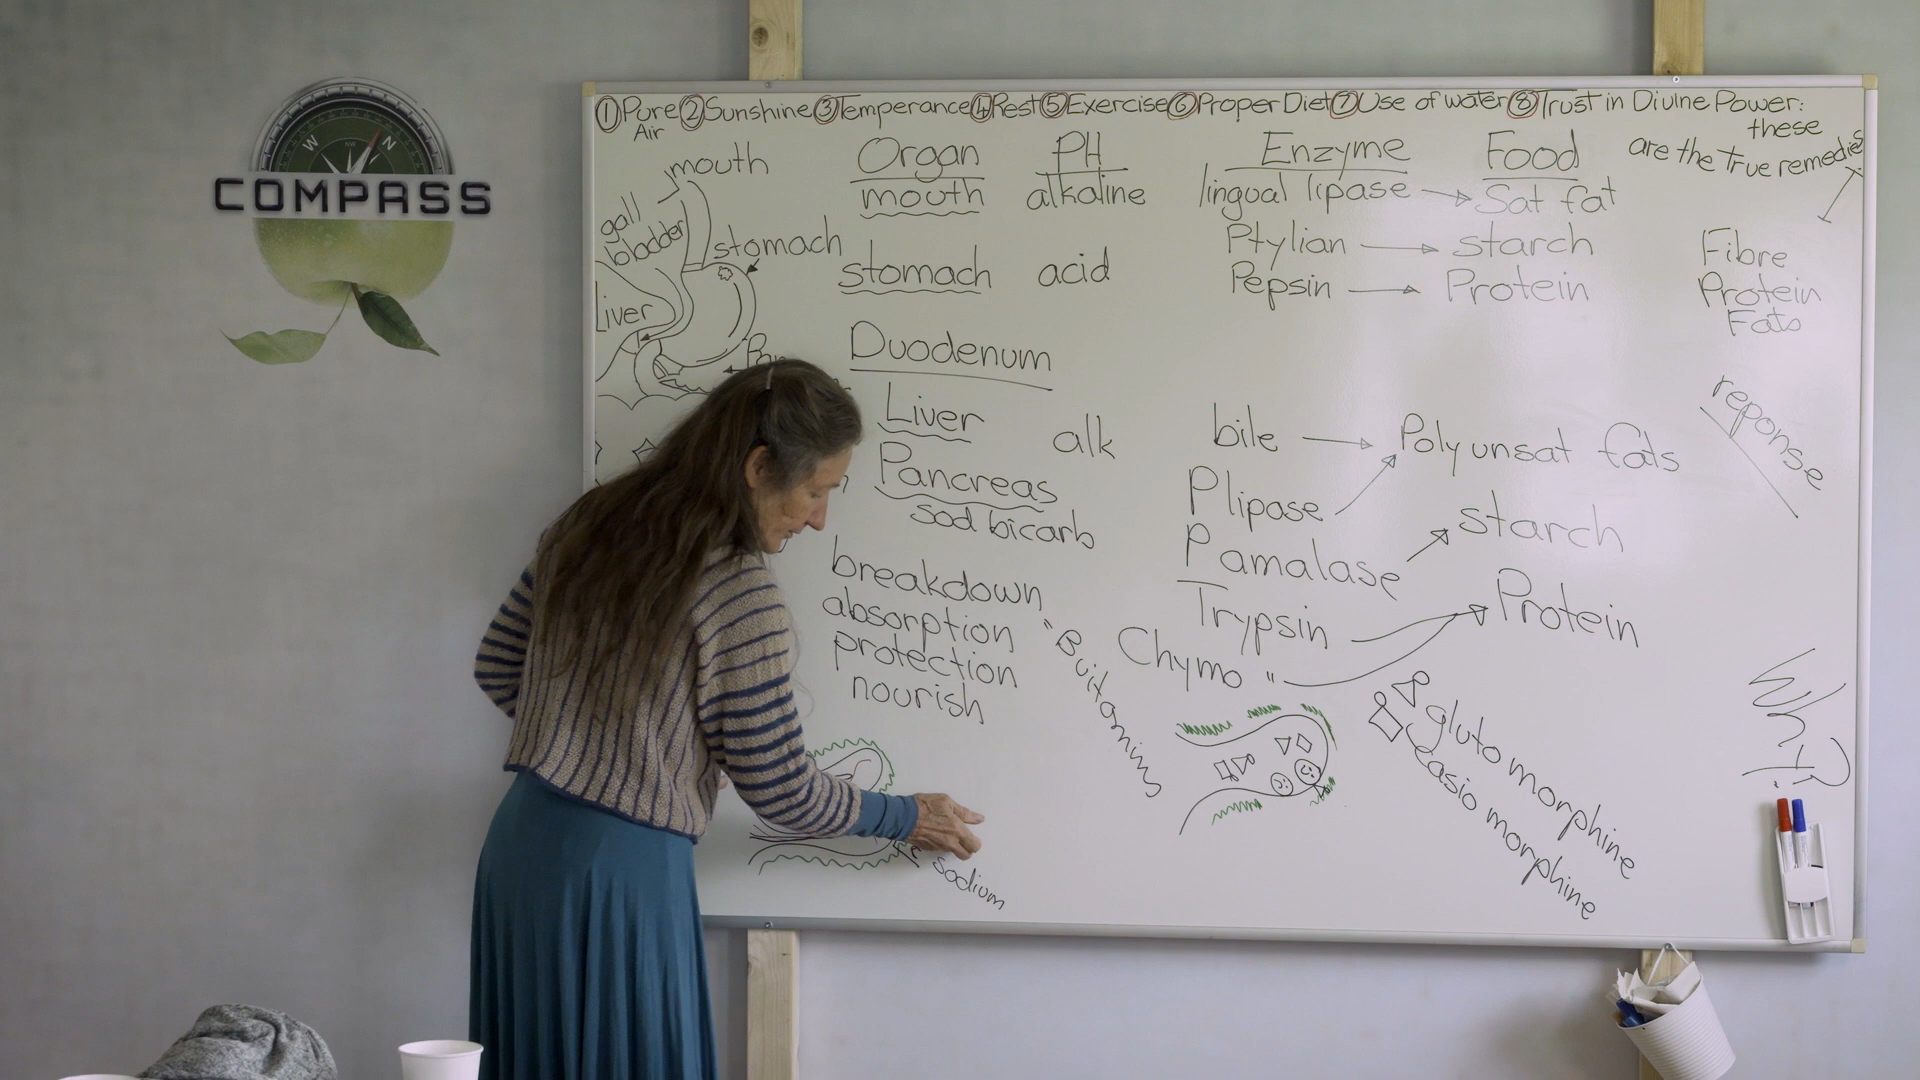 COMPASS
W
NW
N
①Pure ②Sunshine ③Temperance ④Rest ⑤Exercise ⑥Proper Diet ⑦Use of water ⑧Trust in Divine Power:
Air
these
are the true remedies
mouth
gall
bladder
stomach
Liver
Organ PH Enzyme Food
mouth alkaline lingual lipase Sat fat
Ptylian starch
stomach acid Pepsin Protein
Duodenum
Liver alk bile Polyunsat fats
Pancreas P lipase
sod bicarb P amalase starch
Trypsin Protein
Chymo "
breakdown
absorption
protection
nourish
"B vitamins
sodium
gluto morphine
casio morphine
Fibre
Protein
Fats
reponse